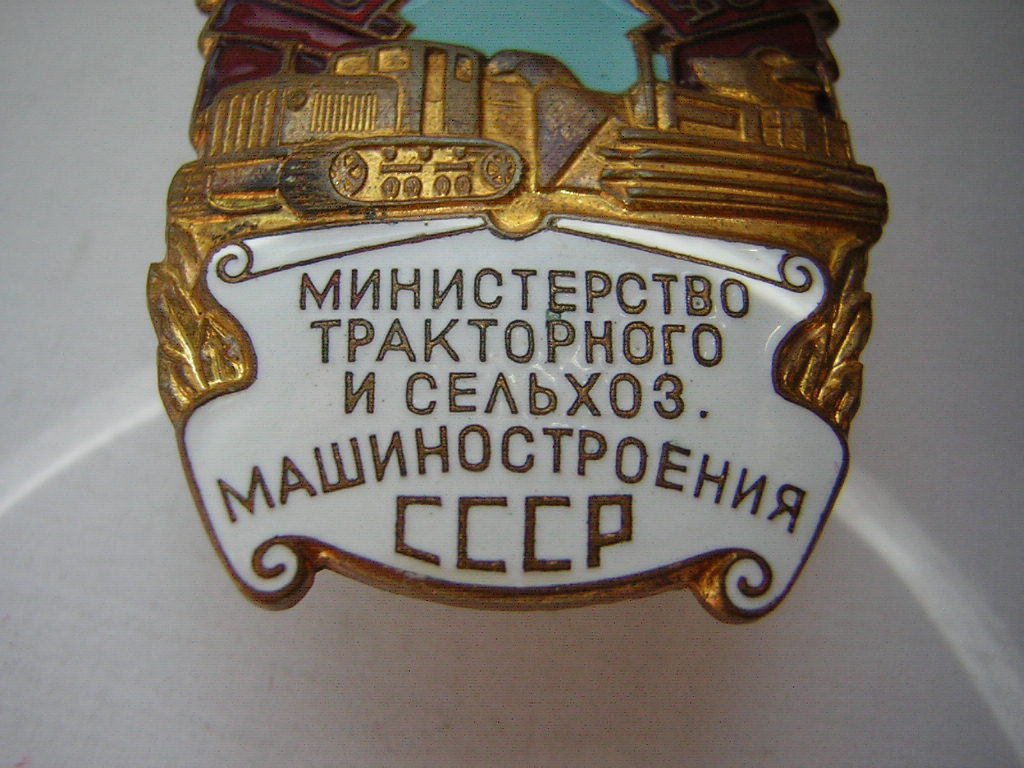 МИНИСТЕРСТВО
ТРАКТОРНОГО
И СЕЛЬХОЗ.
МАШИНОСТРОЕНИЯ
СССР